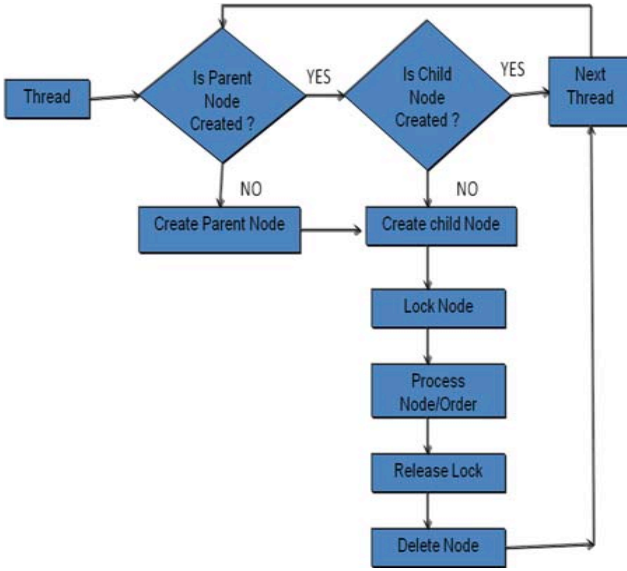 Thread
Is Parent
Node
Created ?
YES
Is Child
Node
Created ?
YES
Next
Thread
NO
NO
Create Parent Node
Create child Node
Lock Node
Process
Node/Order
Release Lock
Delete Node